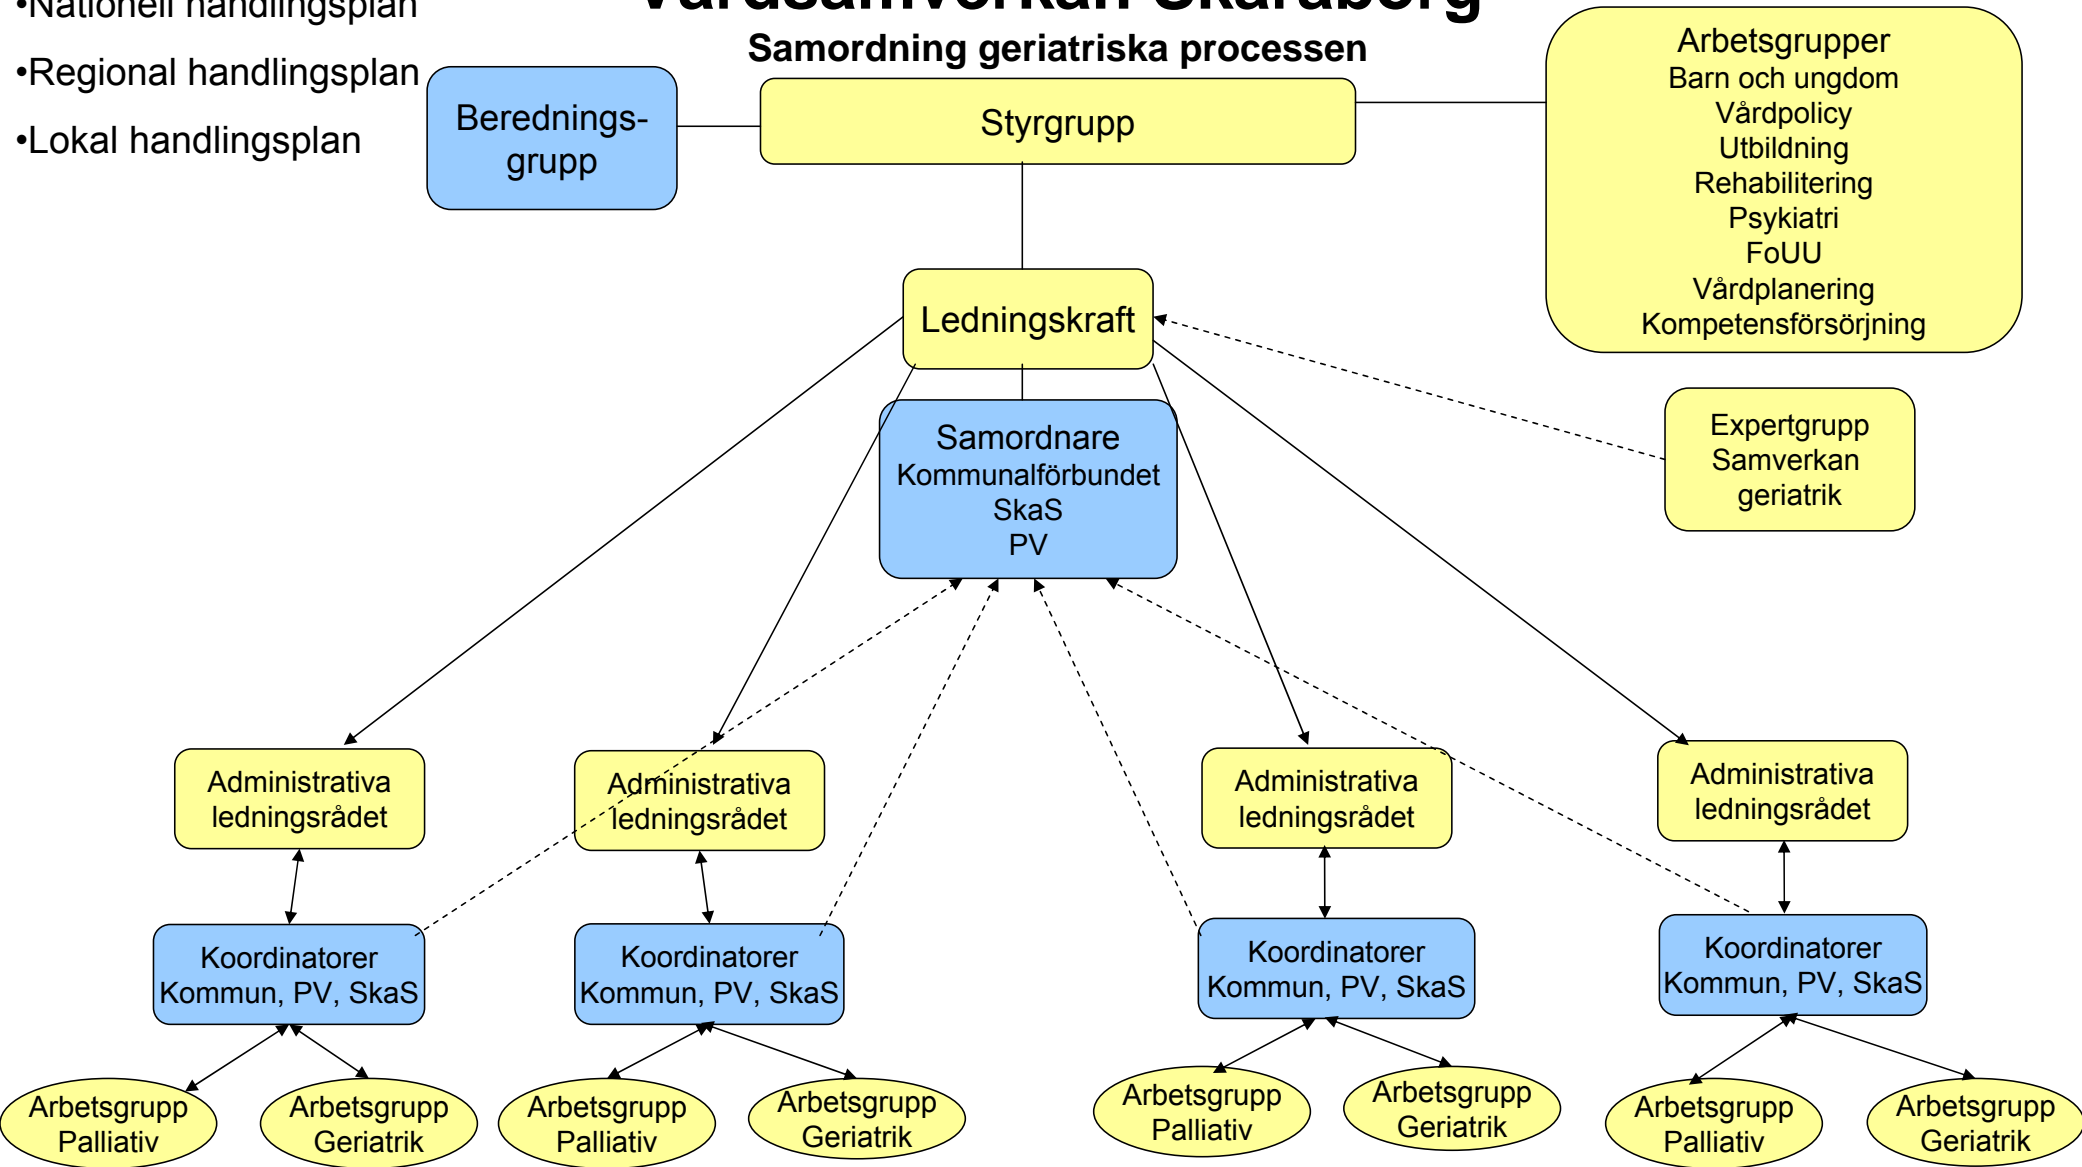 •Nationell handlingsplan
•Regional handlingsplan
•Lokal handlingsplan
Vårdsamverkan Skaraborg
Samordning geriatriska processen
Berednings-
grupp
Styrgrupp
Arbetsgrupper
Barn och ungdom
Vårdpolicy
Utbildning
Rehabilitering
Psykiatri
FoUU
Vårdplanering
Kompetensförsörjning
Ledningskraft
Expertgrupp
Samverkan
geriatrik
Samordnare
Kommunalförbundet
SkaS
PV
Administrativa
ledningsrådet
Administrativa
ledningsrådet
Administrativa
ledningsrådet
Administrativa
ledningsrådet
Koordinatorer
Kommun, PV, SkaS
Koordinatorer
Kommun, PV, SkaS
Koordinatorer
Kommun, PV, SkaS
Koordinatorer
Kommun, PV, SkaS
Arbetsgrupp
Palliativ
Arbetsgrupp
Geriatrik
Arbetsgrupp
Palliativ
Arbetsgrupp
Geriatrik
Arbetsgrupp
Palliativ
Arbetsgrupp
Geriatrik
Arbetsgrupp
Palliativ
Arbetsgrupp
Geriatrik